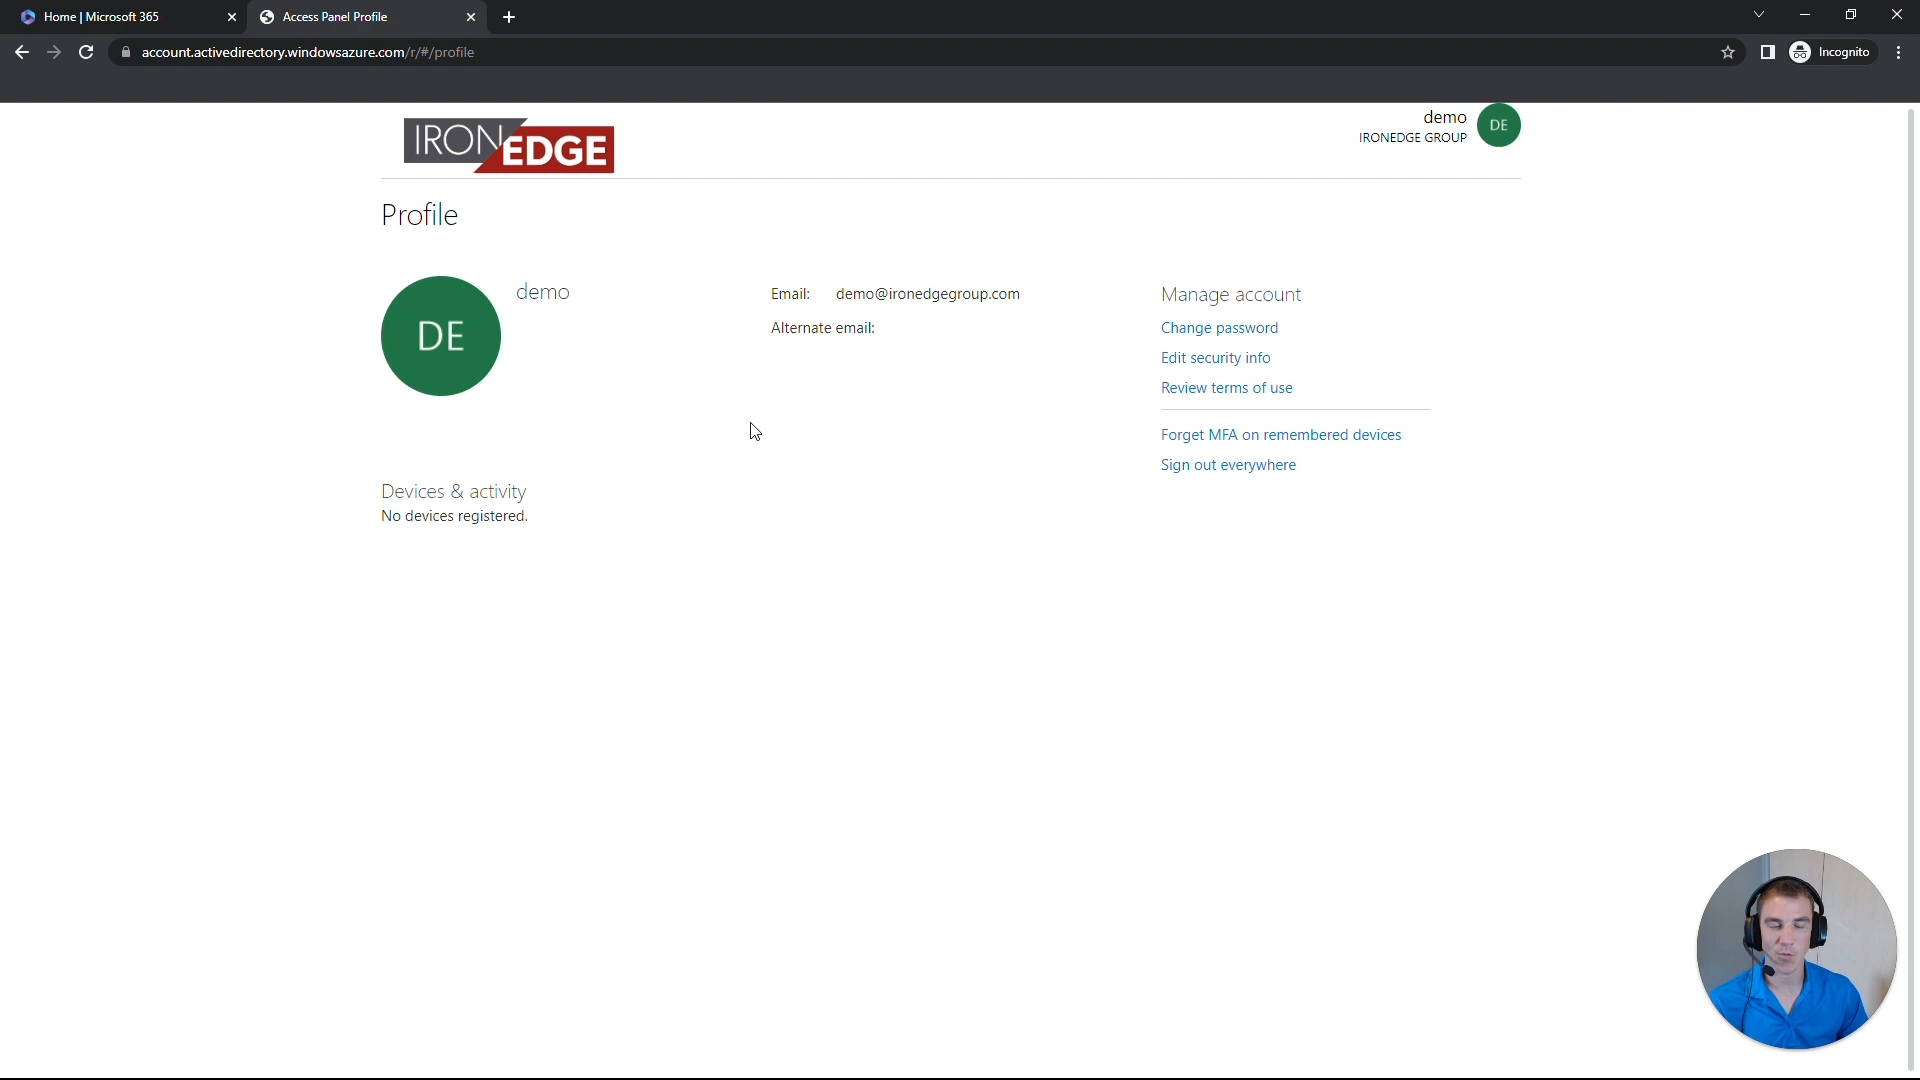 Home | Microsoft 365
Access Panel Profile
account.activedirectory.windowsazure.com/r/#/profile
Incognito
IRONEDGE
demo
IRONEDGE GROUP
DE
Profile
DE
demo
Email: demo@ironedgegroup.com
Alternate email:
Manage account
Change password
Edit security info
Review terms of use
Forget MFA on remembered devices
Sign out everywhere
Devices & activity
No devices registered.